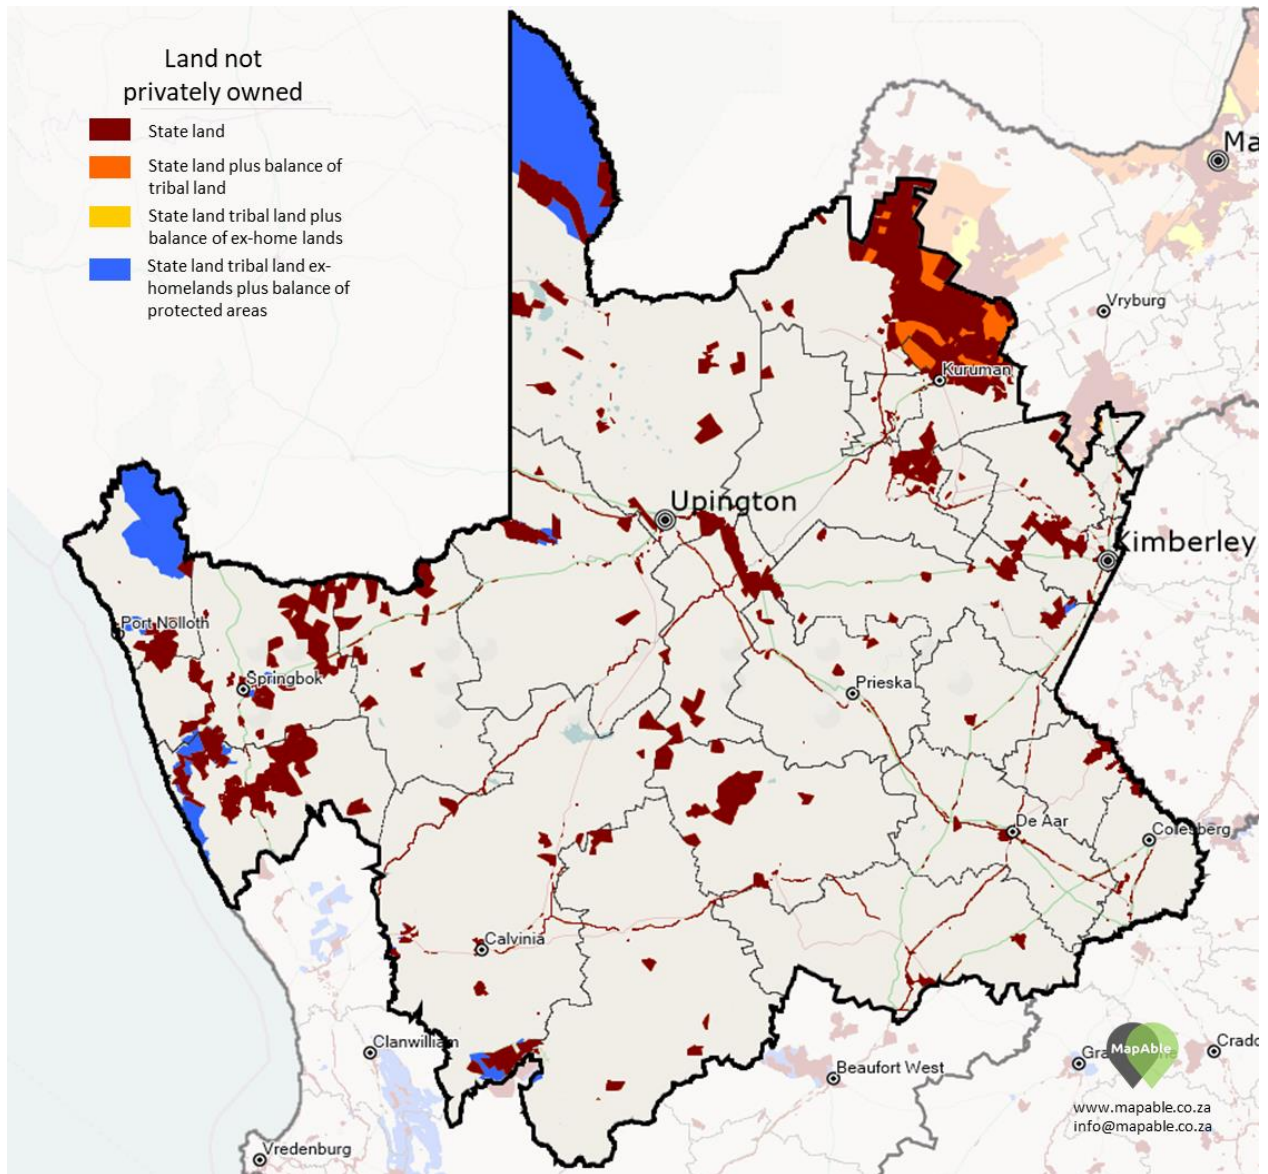 Land not
privately owned
State land
State land plus balance of
tribal land
State land tribal land plus
balance of ex-home lands
State land tribal land ex-
homelands plus balance of
protected areas
Ma
Vryburg
Kuruman
Upington
Kimberley
Port Nolloth
Springbok
Prieska
De Aar
Colesberg
Calvinia
Clanwilliam
Beaufort West
Gra
MapAble
Crado
www.mapable.co.za
info@mapable.co.za
Vredenburg